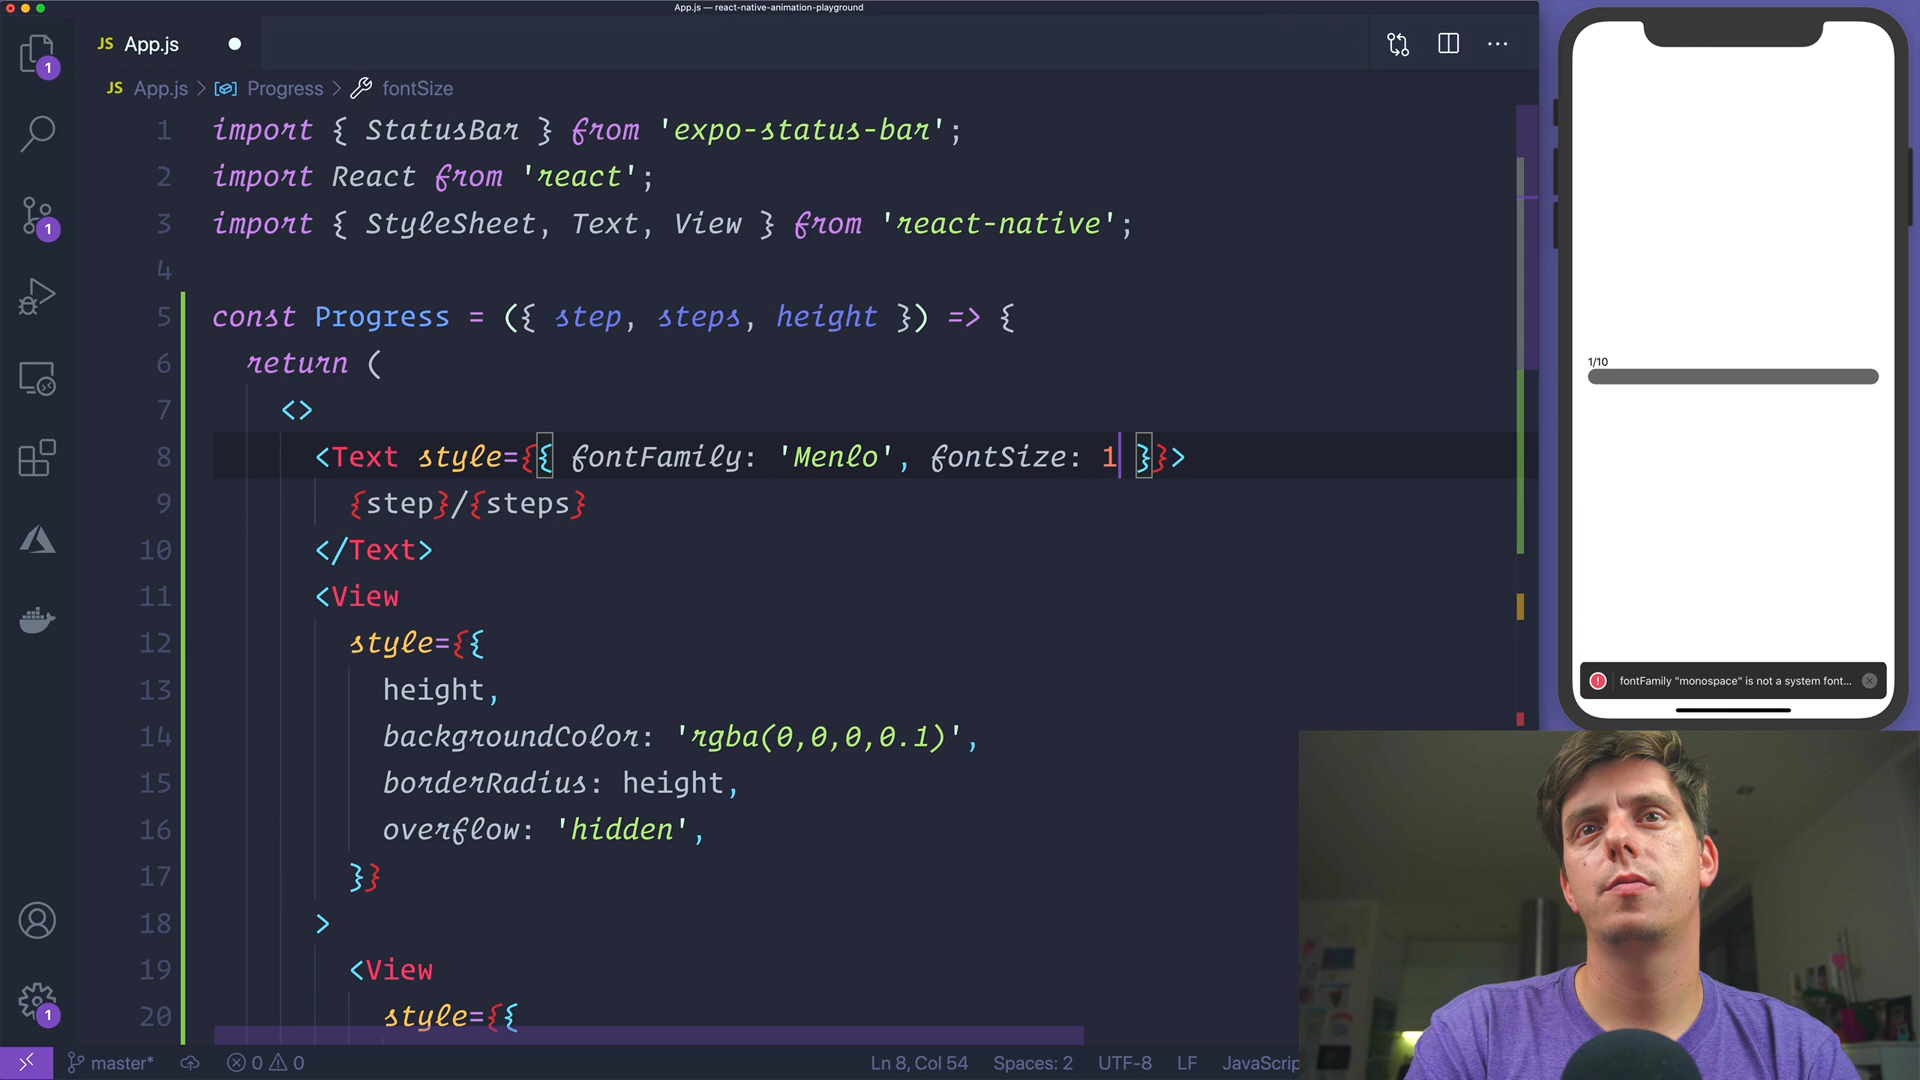 App.js — react-native-animation-playground
JS App.js
JS App.js > Progress > fontSize
1 import { StatusBar } from 'expo-status-bar';
2 import React from 'react';
3 import { StyleSheet, Text, View } from 'react-native';
4
5 const Progress = ({ step, steps, height }) => {
6 return (
7 <>
8 <Text style={{ fontFamily: 'Menlo', fontSize: 1 }}>
9 {step}/{steps}
10 </Text>
11 <View
12 style={{
13 height,
14 backgroundColor: 'rgba(0,0,0,0.1)',
15 borderRadius: height,
16 overflow: 'hidden',
17 }}
18 >
19 <View
20 style={{
1
1
1
master* 0 0 Ln 8, Col 54 Spaces: 2 UTF-8 LF JavaScrip
1/10
fontFamily "monospace" is not a system font...